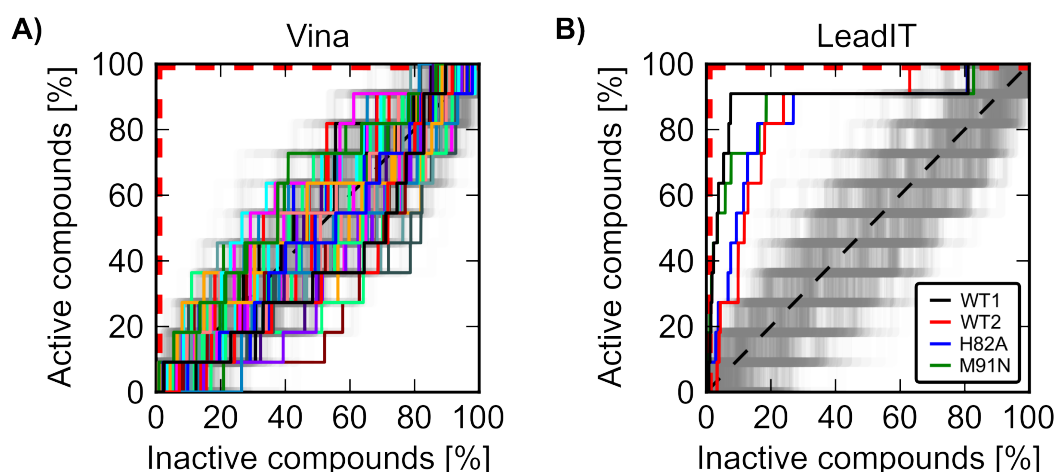 A)
Vina
Active compounds [%]
100
80
60
40
20
0
0 20 40 60 80 100
Inactive compounds [%]
B)
LeadIT
Active compounds [%]
100
80
60
40
20
0
WT1
WT2
H82A
M91N
0 20 40 60 80 100
Inactive compounds [%]